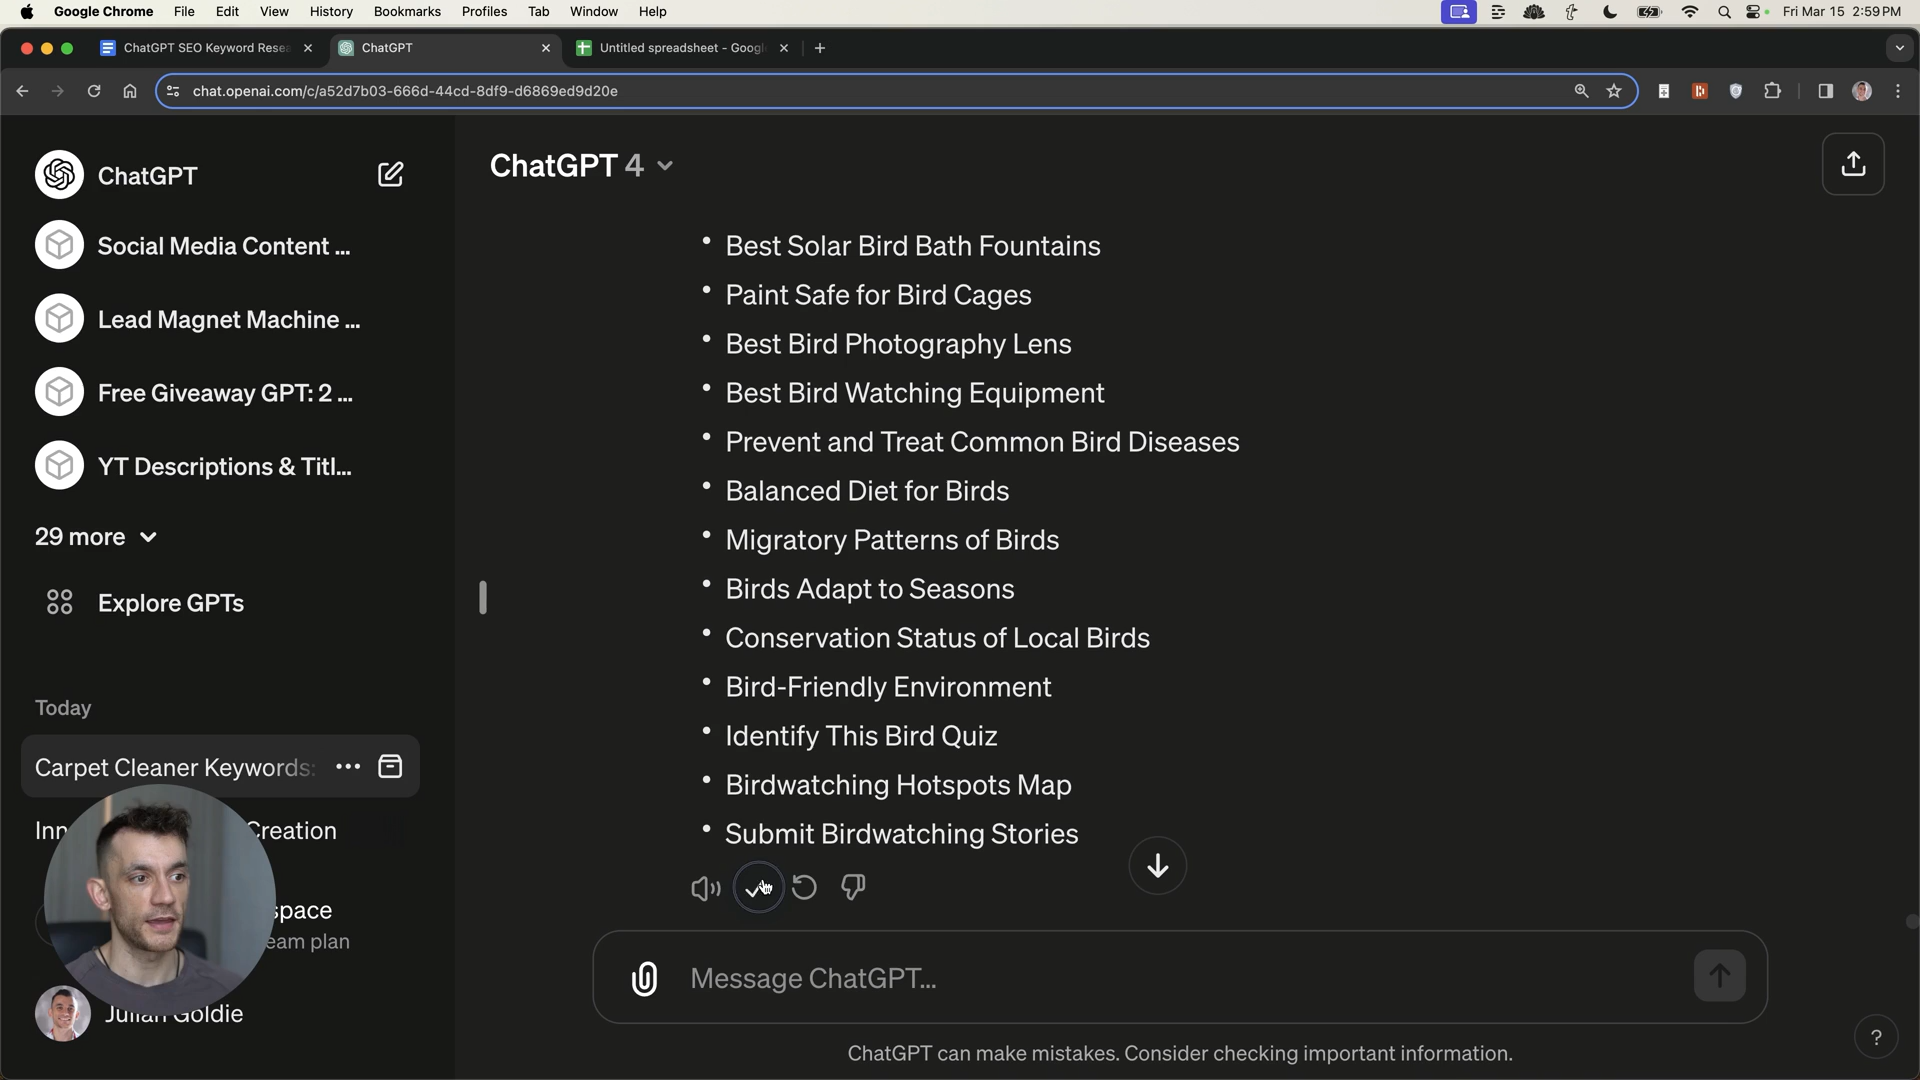 Google Chrome File Edit View History Bookmarks Profiles Tab Window Help Fri Mar 15 2:59 PM
ChatGPT SEO Keyword Resea
ChatGPT
Untitled spreadsheet - Googl
chat.openai.com/c/a52d7b03-666d-44cd-8df9-d6869ed9d20e
ChatGPT
Social Media Content ...
Lead Magnet Machine ...
Free Giveaway GPT: 2 ...
YT Descriptions & Titl...
29 more
Explore GPTs
Today
Carpet Cleaner Keywords:
Creation
space
eam plan
Julian Goldie
ChatGPT 4
• Best Solar Bird Bath Fountains
• Paint Safe for Bird Cages
• Best Bird Photography Lens
• Best Bird Watching Equipment
• Prevent and Treat Common Bird Diseases
• Balanced Diet for Birds
• Migratory Patterns of Birds
• Birds Adapt to Seasons
• Conservation Status of Local Birds
• Bird-Friendly Environment
• Identify This Bird Quiz
• Birdwatching Hotspots Map
• Submit Birdwatching Stories
Message ChatGPT...
ChatGPT can make mistakes. Consider checking important information.
?